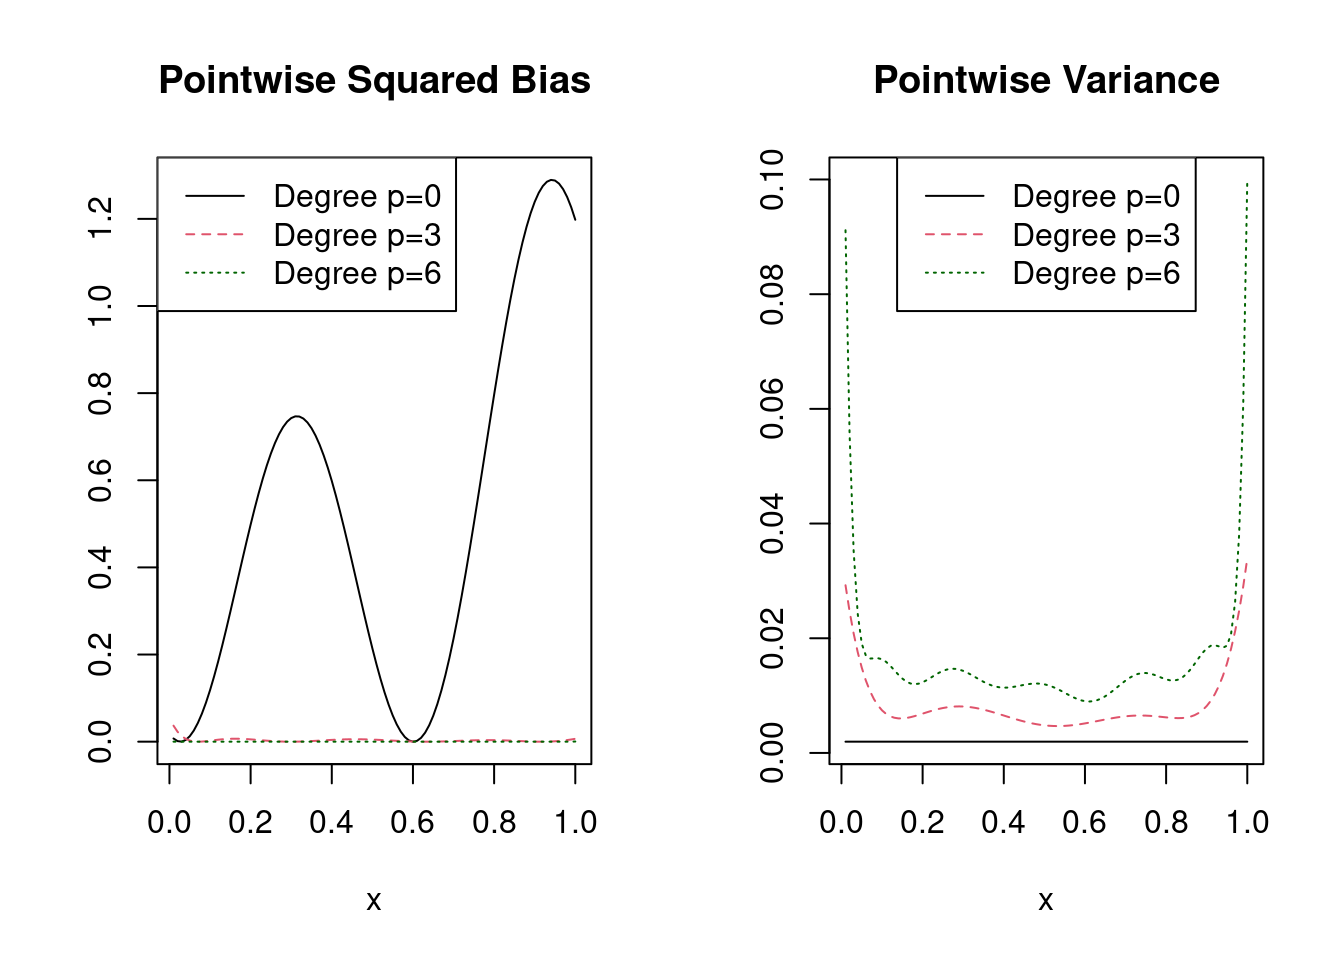 Pointwise Squared Bias
Degree p=0
Degree p=3
Degree p=6
1.2
1.0
0.8
0.6
0.4
0.2
0.0
0.0 0.2 0.4 0.6 0.8 1.0
x
Pointwise Variance
Degree p=0
Degree p=3
Degree p=6
0.10
0.08
0.06
0.04
0.02
0.00
0.0 0.2 0.4 0.6 0.8 1.0
x